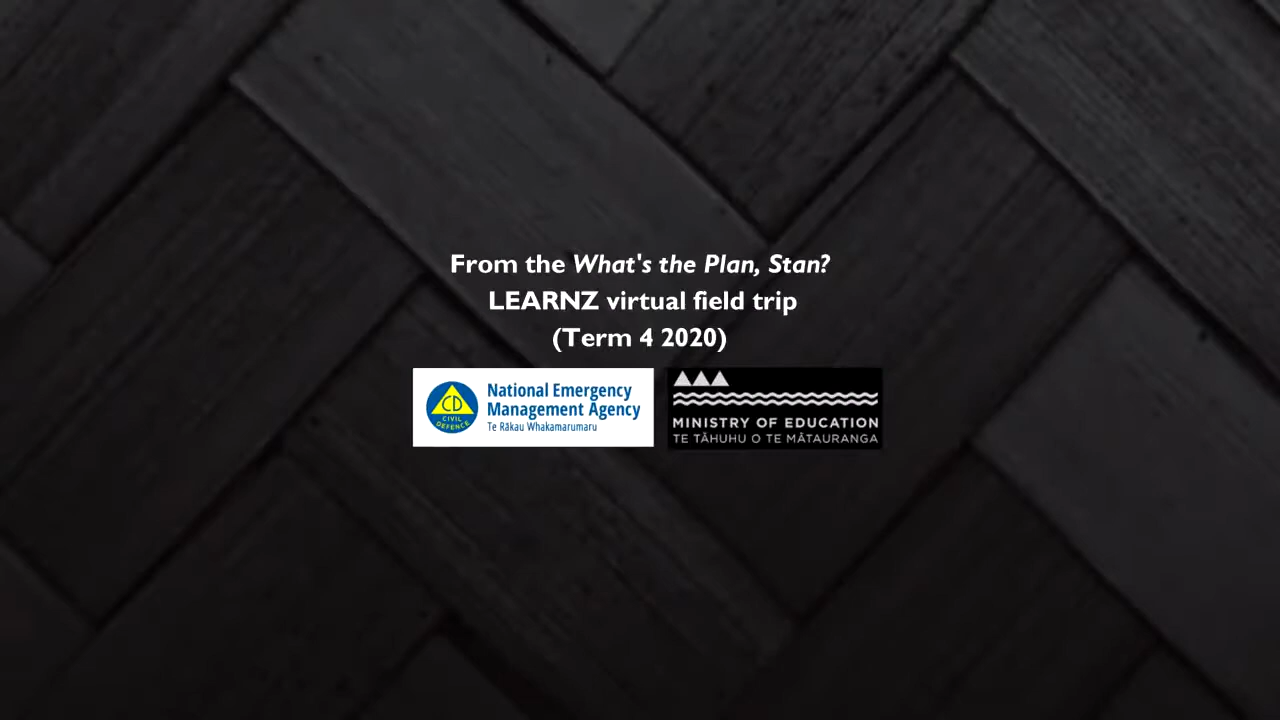 From the What's the Plan, Stan?
LEARNZ virtual field trip
(Term 4 2020)
CD
CIVIL
DEFENCE
National Emergency
Management Agency
Te Rākau Whakamarumaru
MINISTRY OF EDUCATION
TE TĀHUHU O TE MĀTAURANGA